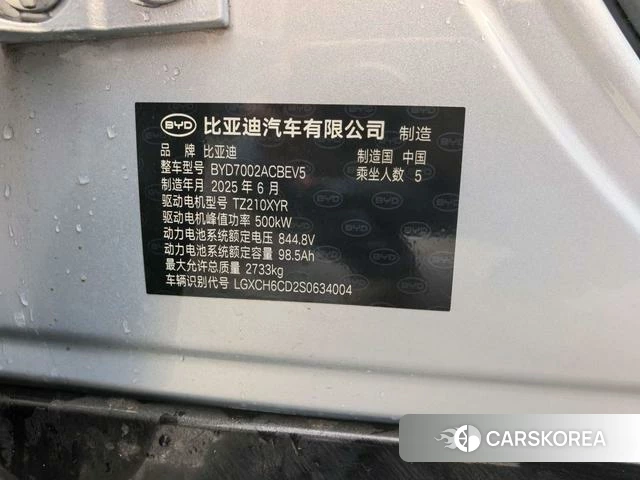 BYD 比亚迪汽车有限公司 制造
品 牌 比亚迪 制造国 中国
整车型号 BYD7002ACBEV5 乘坐人数 5
制造年月 2025 年 6 月
驱动电机型号 TZ210XYR
驱动电机峰值功率 500kW
动力电池系统额定电压 844.8V
动力电池系统额定容量 98.5Ah
最大允许总质量 2733kg
车辆识别代号 LGXCH6CD2S0634004
CARSKOREA